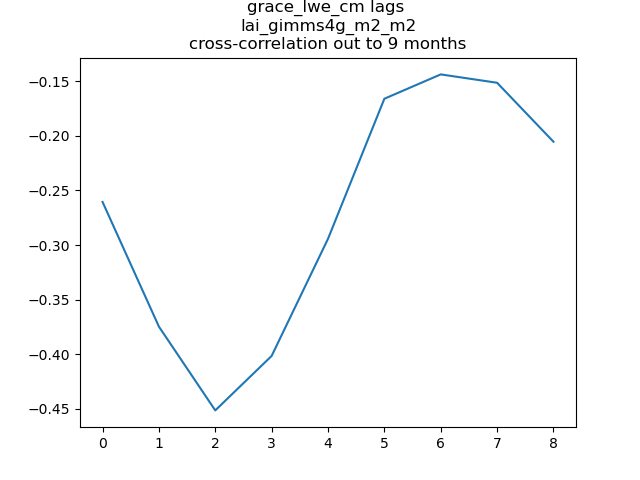 grace_lwe_cm lags
lai_gimms4g_m2_m2
cross-correlation out to 9 months
−0.15
−0.20
−0.25
−0.30
−0.35
−0.40
−0.45
0 1 2 3 4 5 6 7 8